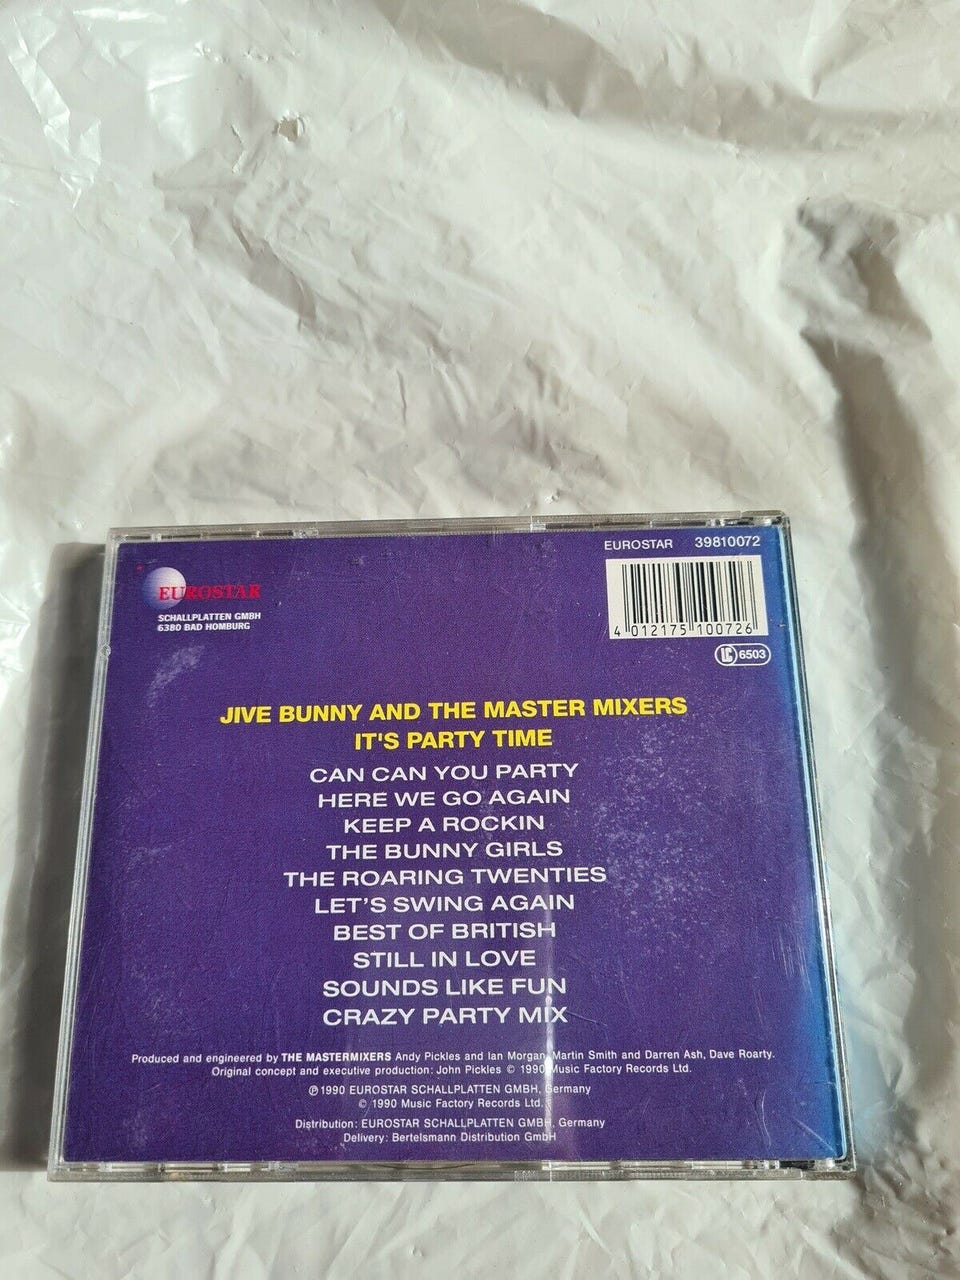 EUROSTAR 39810072
EUROSTAR
SCHALLPLATTEN GMBH
6380 BAD HOMBURG
4 012175 100726
LC 6503
JIVE BUNNY AND THE MASTER MIXERS
IT'S PARTY TIME
CAN CAN YOU PARTY
HERE WE GO AGAIN
KEEP A ROCKIN
THE BUNNY GIRLS
THE ROARING TWENTIES
LET'S SWING AGAIN
BEST OF BRITISH
STILL IN LOVE
SOUNDS LIKE FUN
CRAZY PARTY MIX
Produced and engineered by THE MASTERMIXERS Andy Pickles and Ian Morgan, Martin Smith and Darren Ash, Dave Roarty.
Original concept and executive production: John Pickles © 1990 Music Factory Records Ltd.
℗ 1990 EUROSTAR SCHALLPLATTEN GMBH, Germany
© 1990 Music Factory Records Ltd.
Distribution: EUROSTAR SCHALLPLATTEN GMBH, Germany
Delivery: Bertelsmann Distribution GmbH